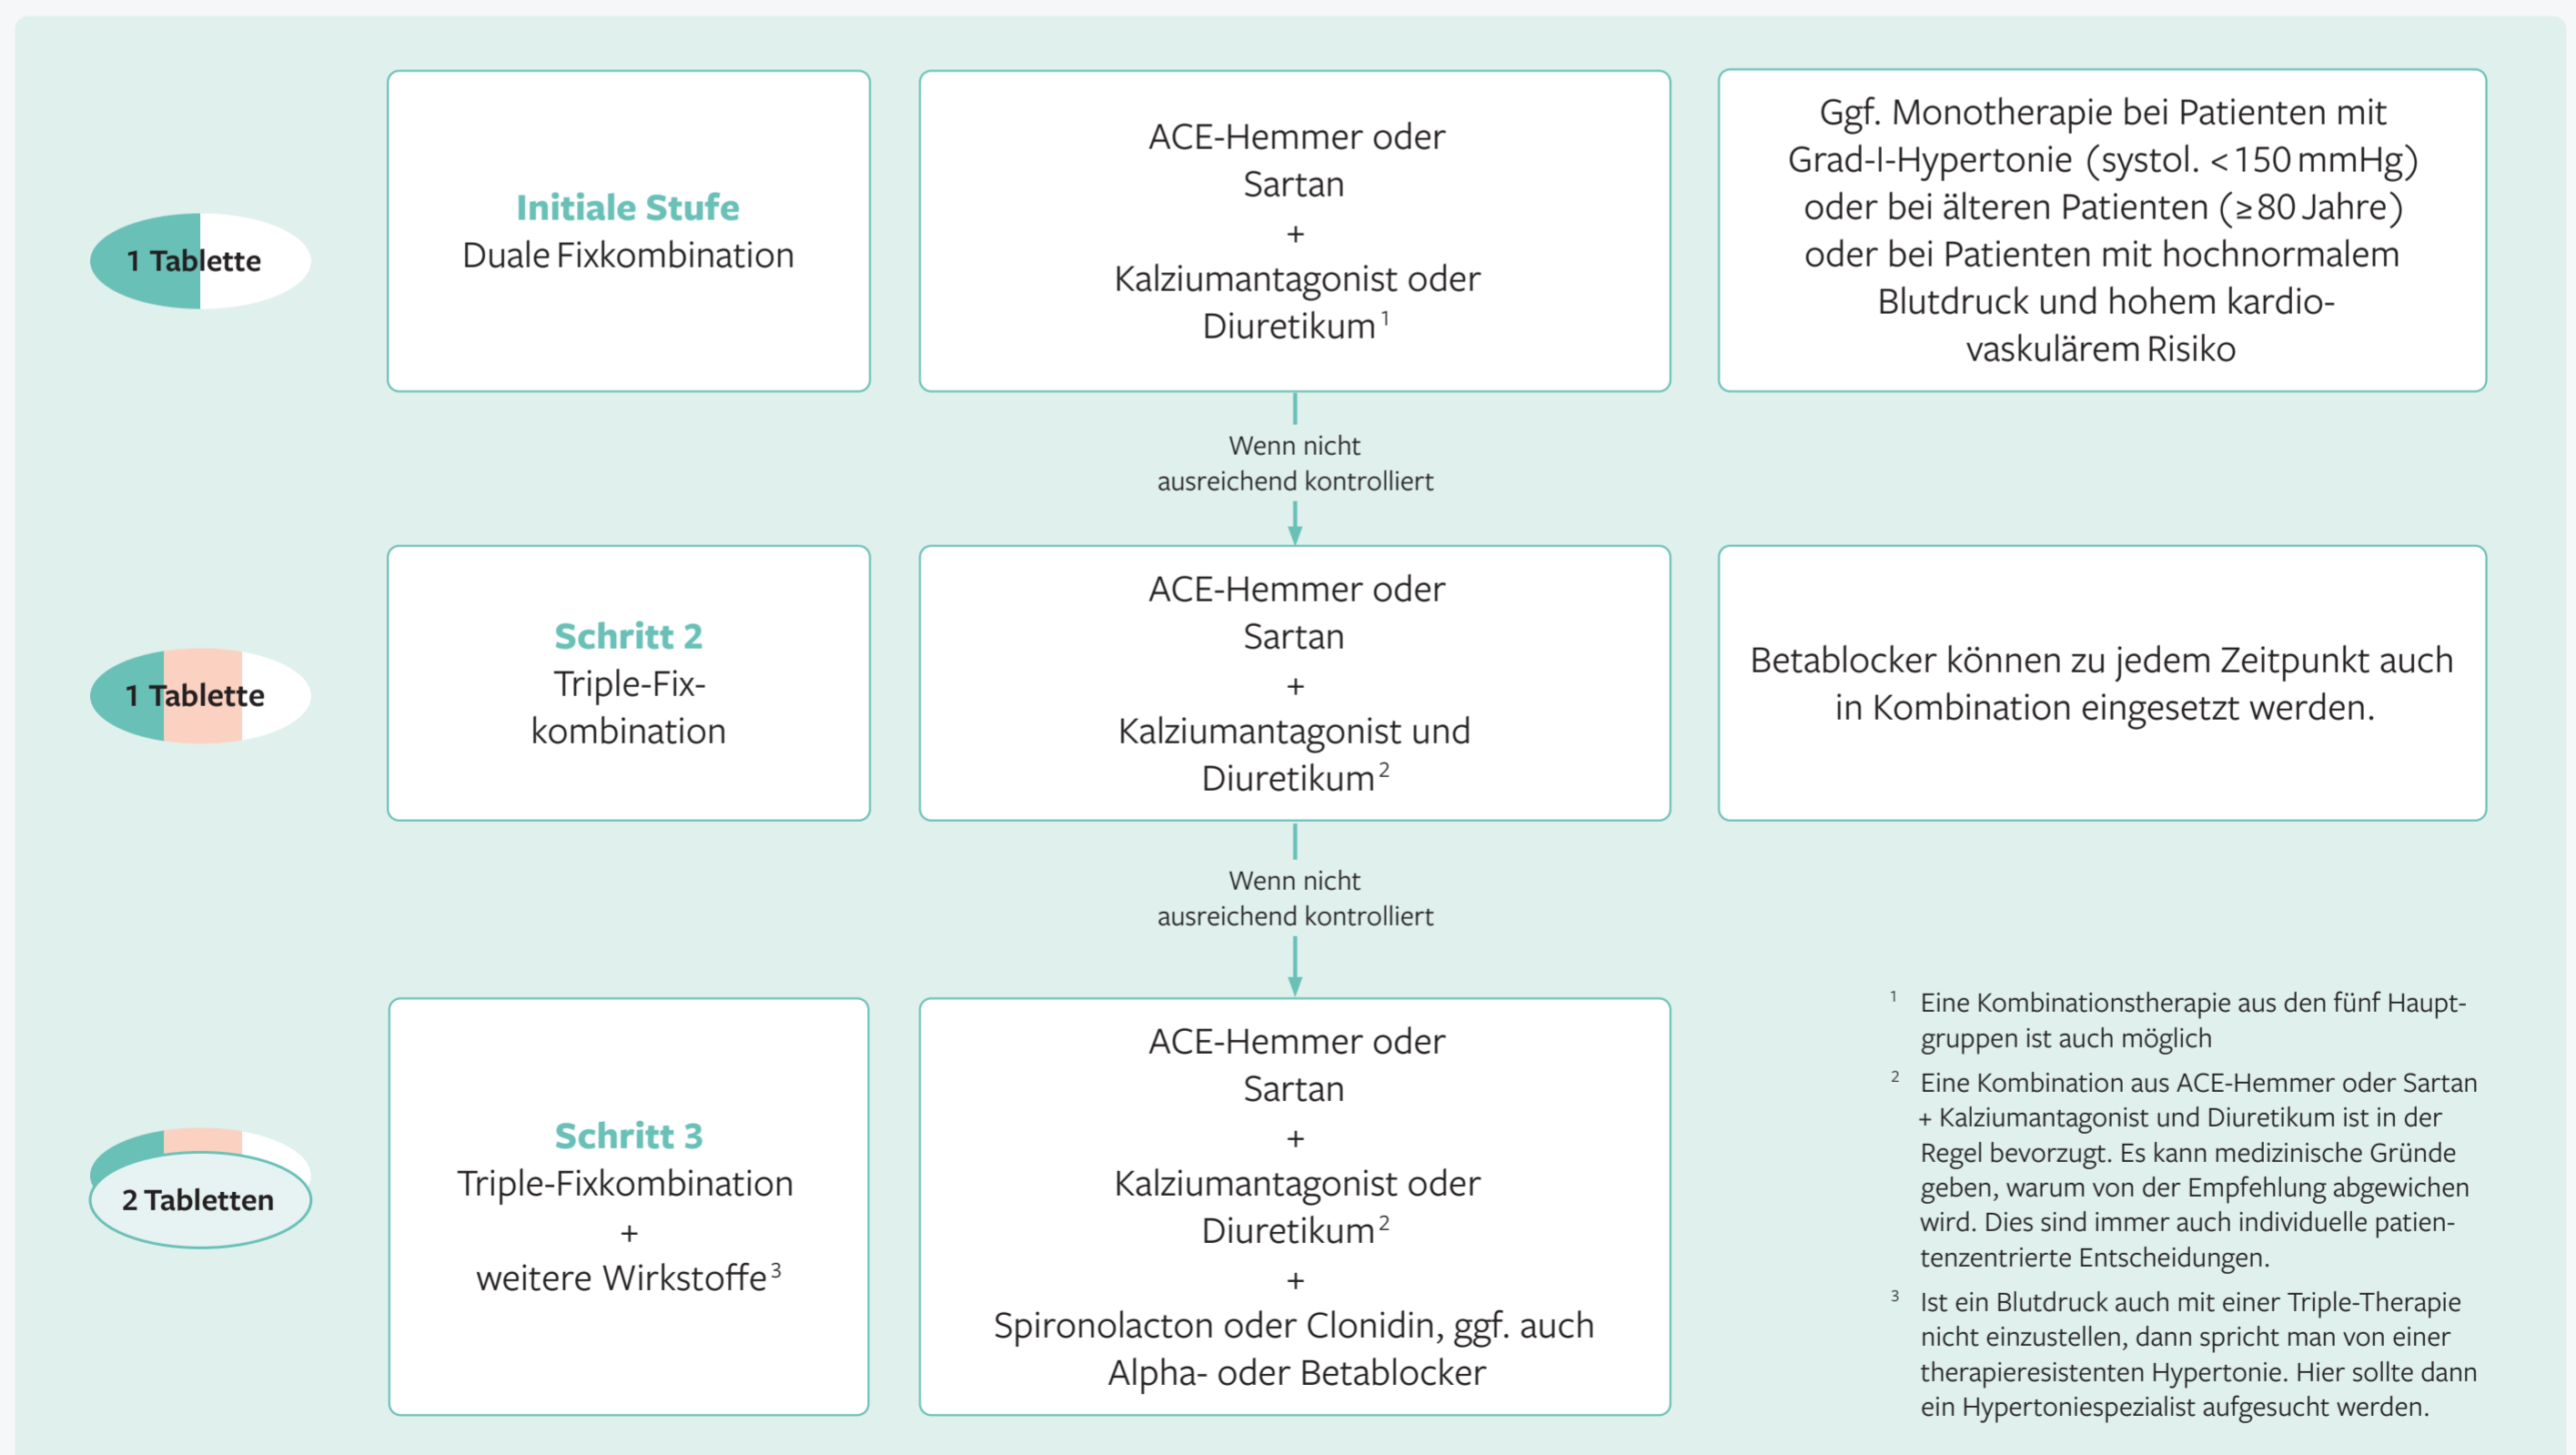 1 Tablette
Initiale Stufe
Duale Fixkombination
ACE-Hemmer oder
Sartan
+
Kalziumantagonist oder
Diuretikum¹
Ggf. Monotherapie bei Patienten mit
Grad-I-Hypertonie (systol. < 150 mmHg)
oder bei älteren Patienten (≥ 80 Jahre)
oder bei Patienten mit hochnormalem
Blutdruck und hohem kardio-
vaskulärem Risiko
Wenn nicht
ausreichend kontrolliert
1 Tablette
Schritt 2
Triple-Fix-
kombination
ACE-Hemmer oder
Sartan
+
Kalziumantagonist und
Diuretikum²
Betablocker können zu jedem Zeitpunkt auch
in Kombination eingesetzt werden.
Wenn nicht
ausreichend kontrolliert
2 Tabletten
Schritt 3
Triple-Fixkombination
+
weitere Wirkstoffe³
ACE-Hemmer oder
Sartan
+
Kalziumantagonist oder
Diuretikum²
+
Spironolacton oder Clonidin, ggf. auch
Alpha- oder Betablocker
¹ Eine Kombinationstherapie aus den fünf Haupt-
gruppen ist auch möglich
² Eine Kombination aus ACE-Hemmer oder Sartan
+ Kalziumantagonist und Diuretikum ist in der
Regel bevorzugt. Es kann medizinische Gründe
geben, warum von der Empfehlung abgewichen
wird. Dies sind immer auch individuelle patien-
tenzentrierte Entscheidungen.
³ Ist ein Blutdruck auch mit einer Triple-Therapie
nicht einzustellen, dann spricht man von einer
therapieresistenten Hypertonie. Hier sollte dann
ein Hypertoniespezialist aufgesucht werden.